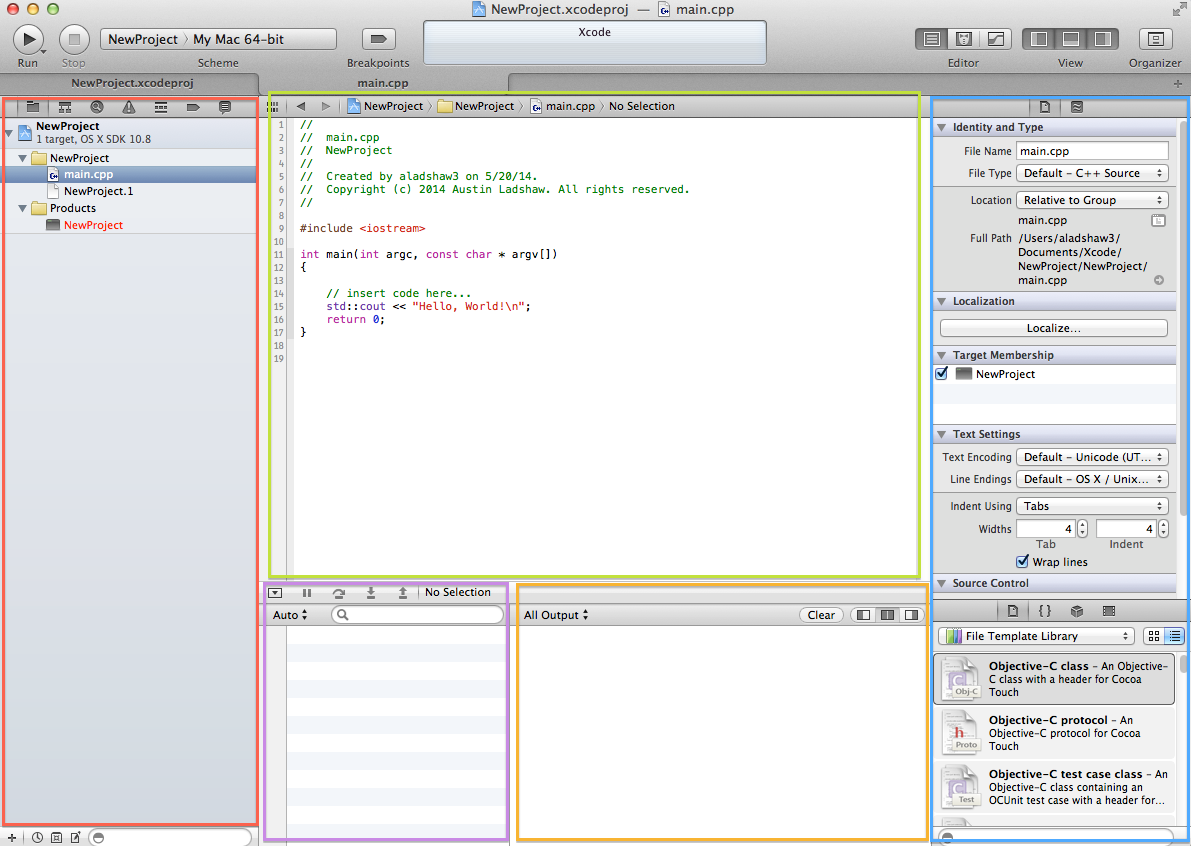 NewProject.xcodeproj — main.cpp
Run
Stop
NewProject
My Mac 64-bit
Scheme
Breakpoints
Xcode
Editor
View
Organizer
NewProject.xcodeproj
main.cpp
NewProject
1 target, OS X SDK 10.8
NewProject
main.cpp
NewProject.1
Products
NewProject
NewProject
NewProject
main.cpp
No Selection
1 //
2 // main.cpp
3 // NewProject
4 //
5 // Created by aladshaw3 on 5/20/14.
6 // Copyright (c) 2014 Austin Ladshaw. All rights reserved.
7 //
8
9 #include <iostream>
10
11 int main(int argc, const char * argv[])
12 {
13
14 // insert code here...
15 std::cout << "Hello, World!\n";
16 return 0;
17 }
18
19
No Selection
Auto
All Output
Clear
Identity and Type
File Name main.cpp
File Type Default - C++ Source
Location Relative to Group
main.cpp
Full Path /Users/aladshaw3/
Documents/Xcode/
NewProject/NewProject/
main.cpp
Localization
Localize...
Target Membership
NewProject
Text Settings
Text Encoding Default - Unicode (UT...
Line Endings Default - OS X / Unix...
Indent Using Tabs
Widths 4 4
Tab Indent
Wrap lines
Source Control
{ }
File Template Library
Obj-C
Objective-C class - An Objective-
C class with a header for Cocoa
Touch
h
Proto
Objective-C protocol - An
Objective-C protocol for Cocoa
Touch
C
Test
Objective-C test case class - An
Objective-C class containing an
OCUnit test case with a header for...